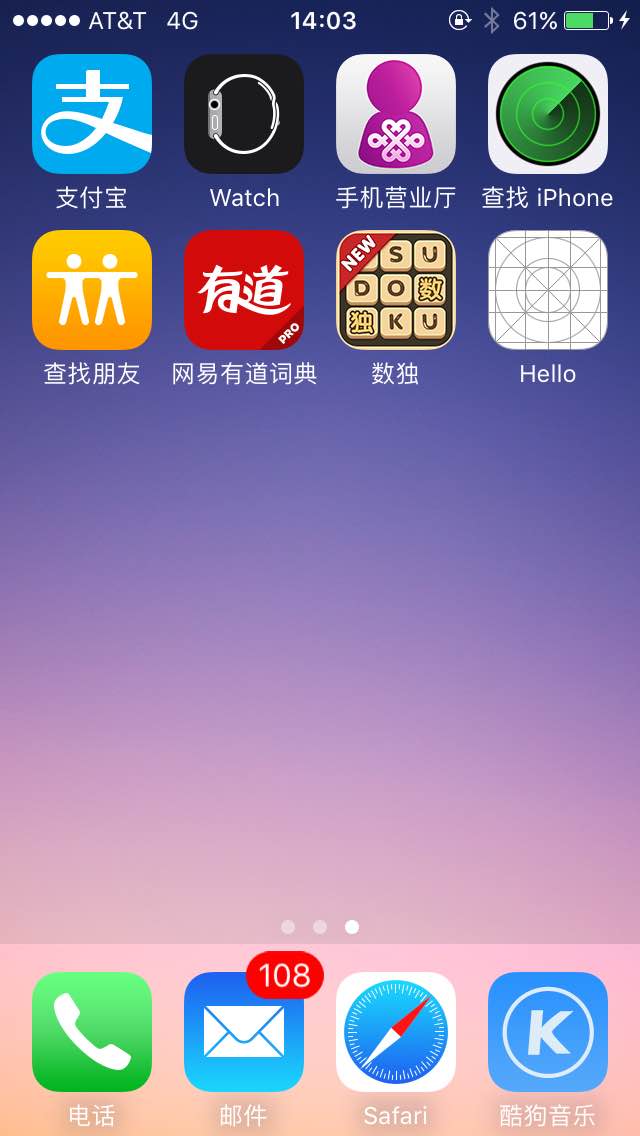 AT&T 4G 14:03 61%
支
支付宝 Watch 手机营业厅 查找 iPhone
有道
PRO
NEW
S U
D O 数
独 K U
查找朋友 网易有道词典 数独 Hello
108
K
电话 邮件 Safari 酷狗音乐